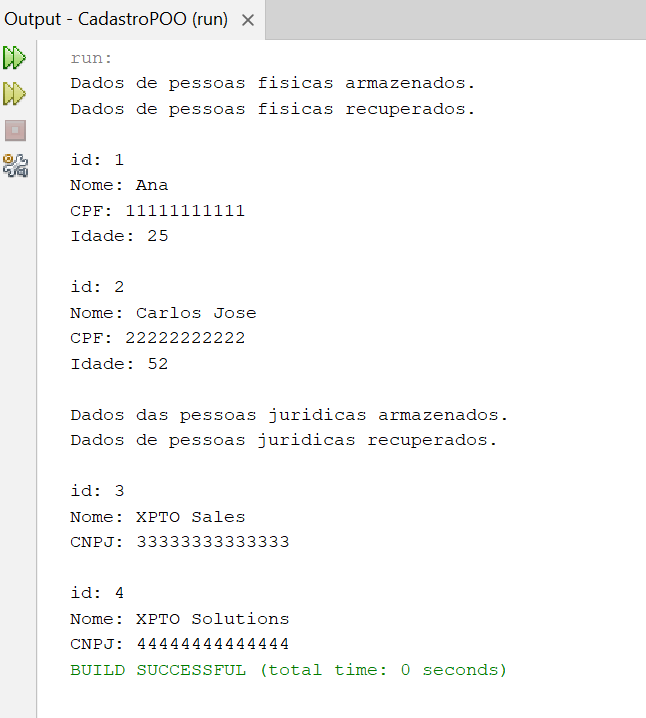 Output - CadastroPOO (run)
run:
Dados de pessoas fisicas armazenados.
Dados de pessoas fisicas recuperados.
id: 1
Nome: Ana
CPF: 11111111111
Idade: 25
id: 2
Nome: Carlos Jose
CPF: 22222222222
Idade: 52
Dados das pessoas juridicas armazenados.
Dados de pessoas juridicas recuperados.
id: 3
Nome: XPTO Sales
CNPJ: 33333333333333
id: 4
Nome: XPTO Solutions
CNPJ: 44444444444444
BUILD SUCCESSFUL (total time: 0 seconds)